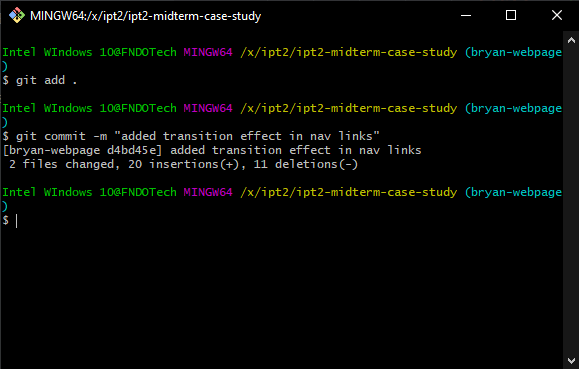 MINGW64:/x/ipt2/ipt2-midterm-case-study
Intel WIndows 10@FNDOTech MINGW64 /x/ipt2/ipt2-midterm-case-study (bryan-webpage
)
$ git add .
Intel WIndows 10@FNDOTech MINGW64 /x/ipt2/ipt2-midterm-case-study (bryan-webpage
)
$ git commit -m "added transition effect in nav links"
[bryan-webpage d4bd45e] added transition effect in nav links
 2 files changed, 20 insertions(+), 11 deletions(-)
Intel WIndows 10@FNDOTech MINGW64 /x/ipt2/ipt2-midterm-case-study (bryan-webpage
)
$